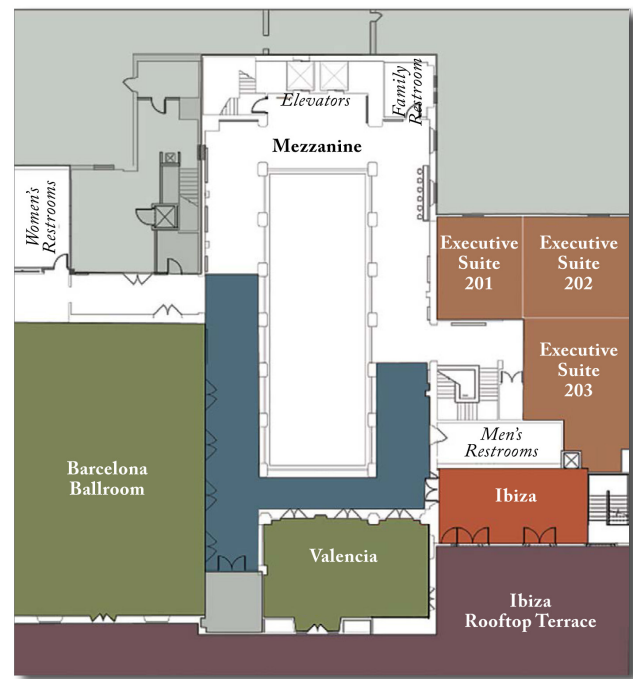 Elevators
Family
Restroom
Mezzanine
Women's
Restrooms
Executive
Suite
201
Executive
Suite
202
Executive
Suite
203
Men's
Restrooms
Barcelona
Ballroom
Ibiza
Valencia
Ibiza
Rooftop Terrace